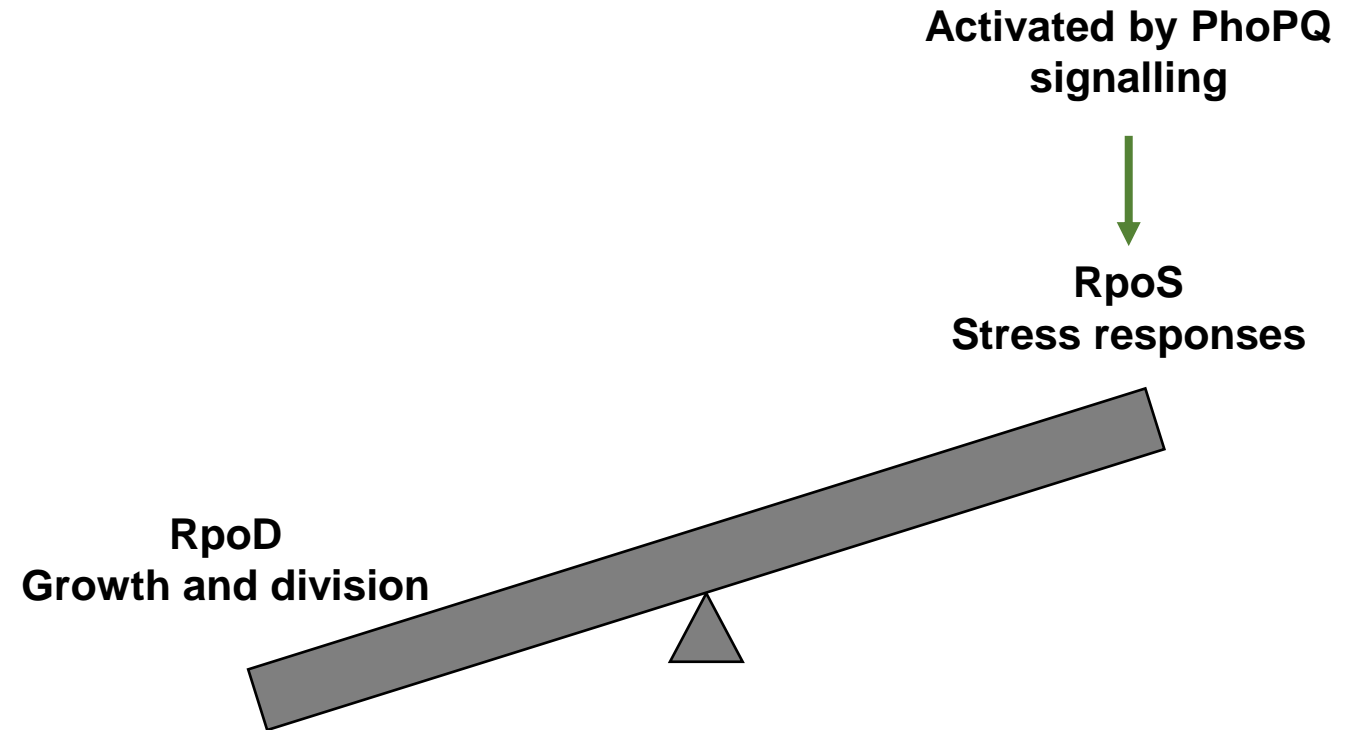 Activated by PhoPQ
signalling
RpoS
Stress responses
RpoD
Growth and division